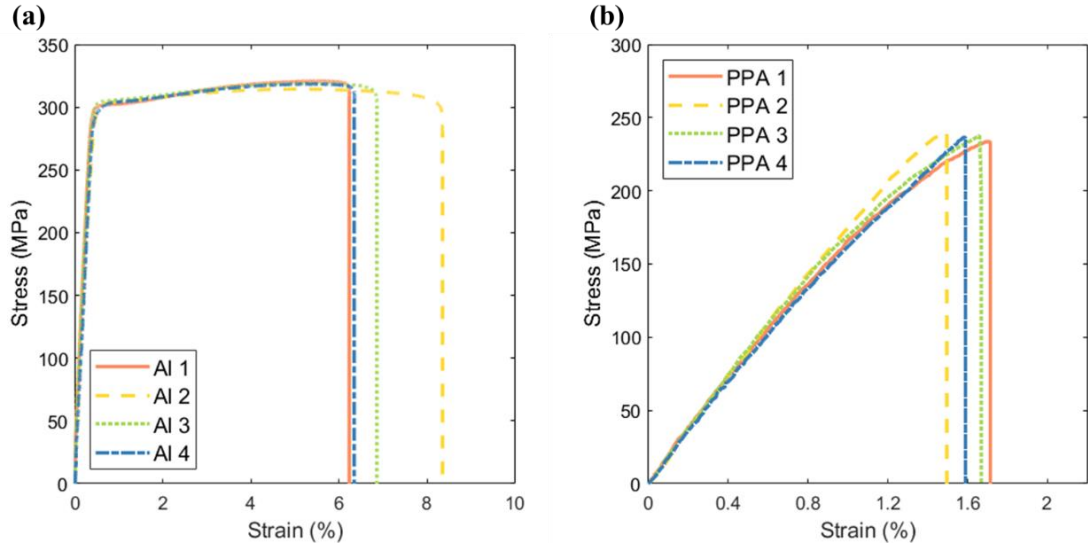 (a)
350
300
250
200
150
100
50
0
Stress (MPa)
Al 1
Al 2
Al 3
Al 4
0 2 4 6 8 10
Strain (%)
(b)
300
250
200
150
100
50
0
Stress (MPa)
PPA 1
PPA 2
PPA 3
PPA 4
0 0.4 0.8 1.2 1.6 2
Strain (%)